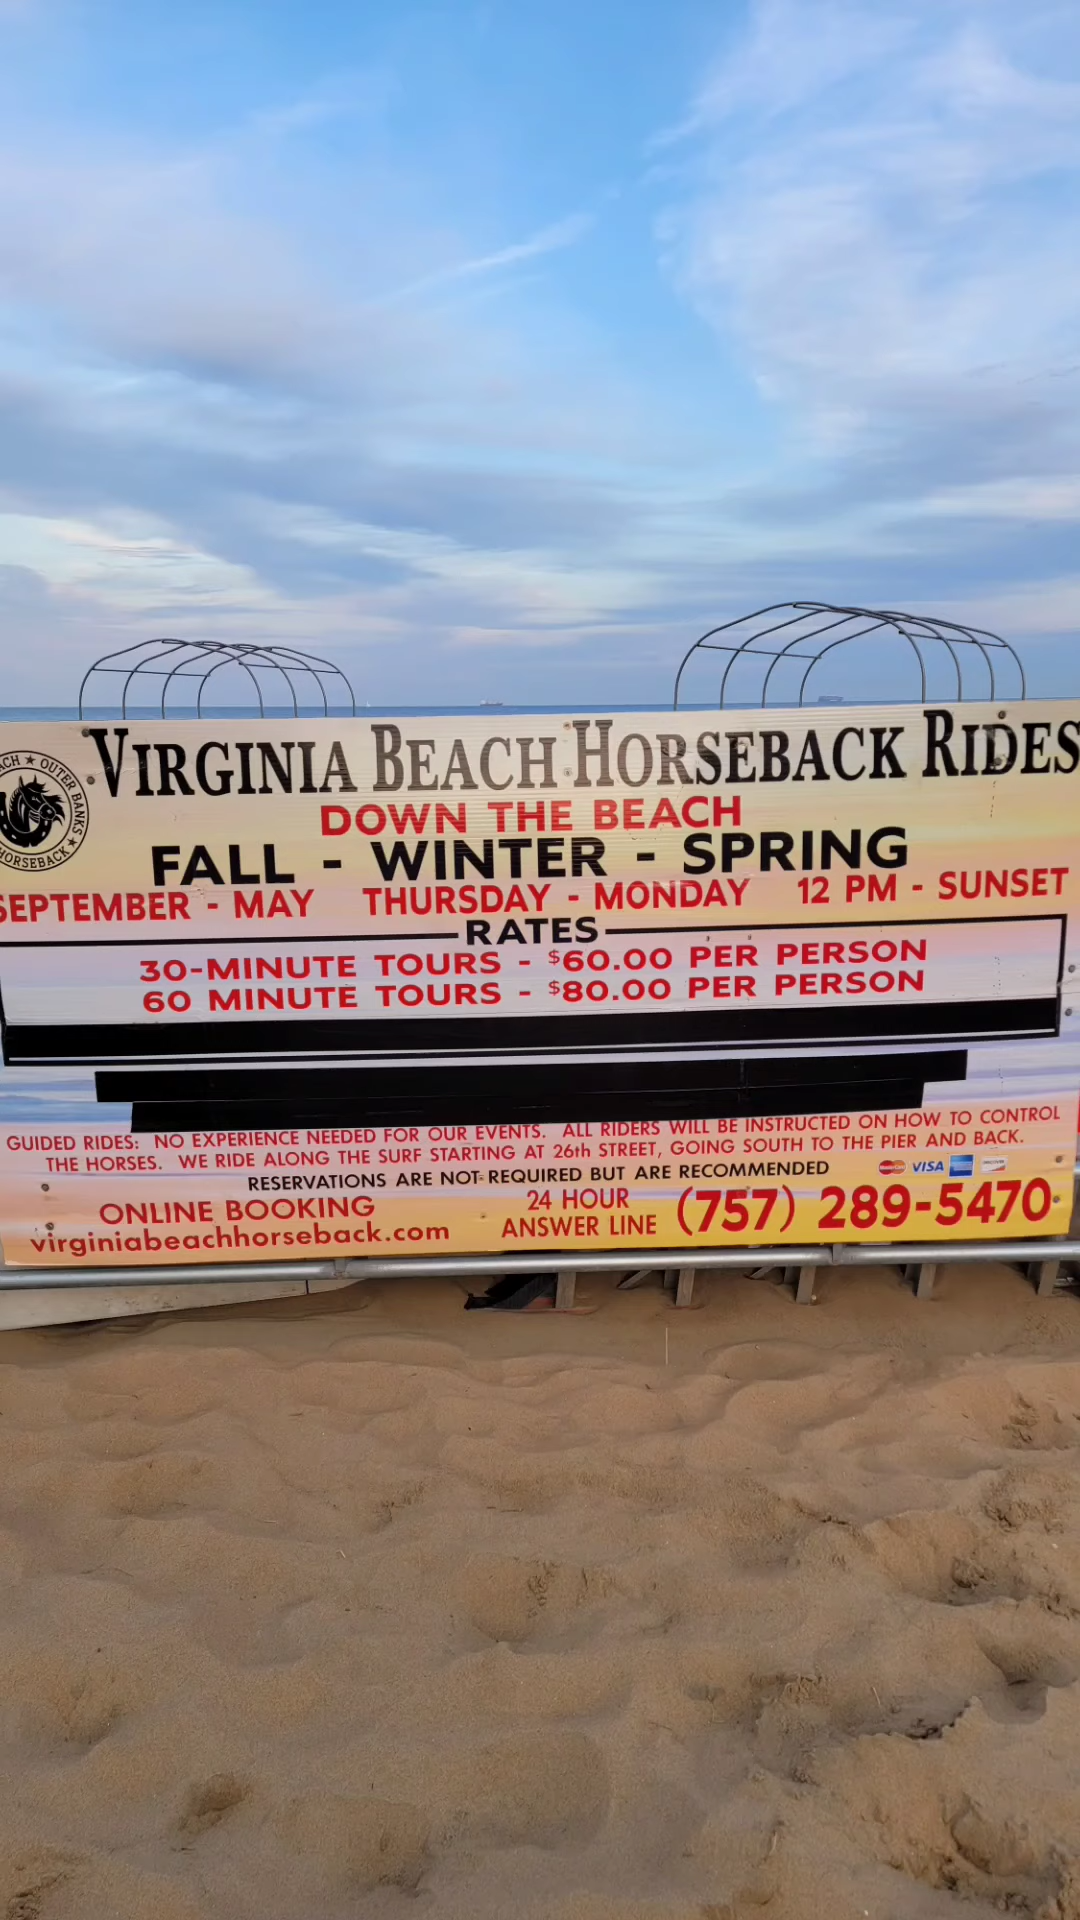 VIRGINIA BEACH HORSEBACK RIDES
ACH ★ OUTER BANKS ★
HORSEBACK
DOWN THE BEACH
FALL - WINTER - SPRING
SEPTEMBER - MAY THURSDAY - MONDAY 12 PM - SUNSET
RATES
30-MINUTE TOURS - $60.00 PER PERSON
60 MINUTE TOURS - $80.00 PER PERSON
GUIDED RIDES: NO EXPERIENCE NEEDED FOR OUR EVENTS. ALL RIDERS WILL BE INSTRUCTED ON HOW TO CONTROL
THE HORSES. WE RIDE ALONG THE SURF STARTING AT 26th STREET, GOING SOUTH TO THE PIER AND BACK.
RESERVATIONS ARE NOT REQUIRED BUT ARE RECOMMENDED
MasterCard VISA
ONLINE BOOKING
virginiabeachhorseback.com
24 HOUR
ANSWER LINE
(757) 289-5470